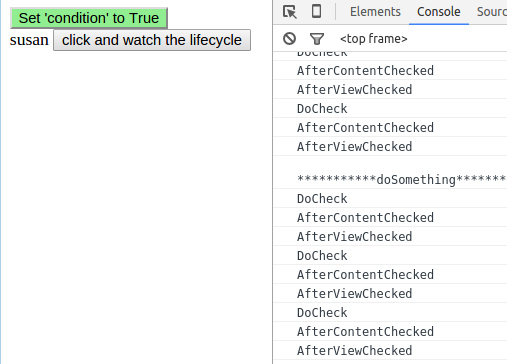 Set 'condition' to True
susan click and watch the lifecycle
Elements Console Sourc
<top frame>
DoCheck
AfterContentChecked
AfterViewChecked
DoCheck
AfterContentChecked
AfterViewChecked
***********doSomething*******
DoCheck
AfterContentChecked
AfterViewChecked
DoCheck
AfterContentChecked
AfterViewChecked
DoCheck
AfterContentChecked
AfterViewChecked